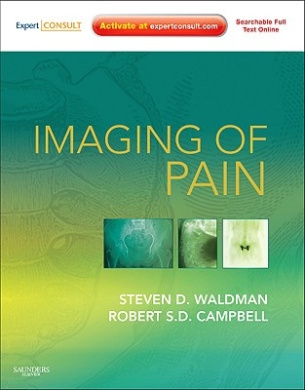 Expert CONSULT
Activate at expertconsult.com
Searchable Full
Text Online
IMAGING OF
PAIN
STEVEN D. WALDMAN
ROBERT S.D. CAMPBELL
SAUNDERS
ELSEVIER